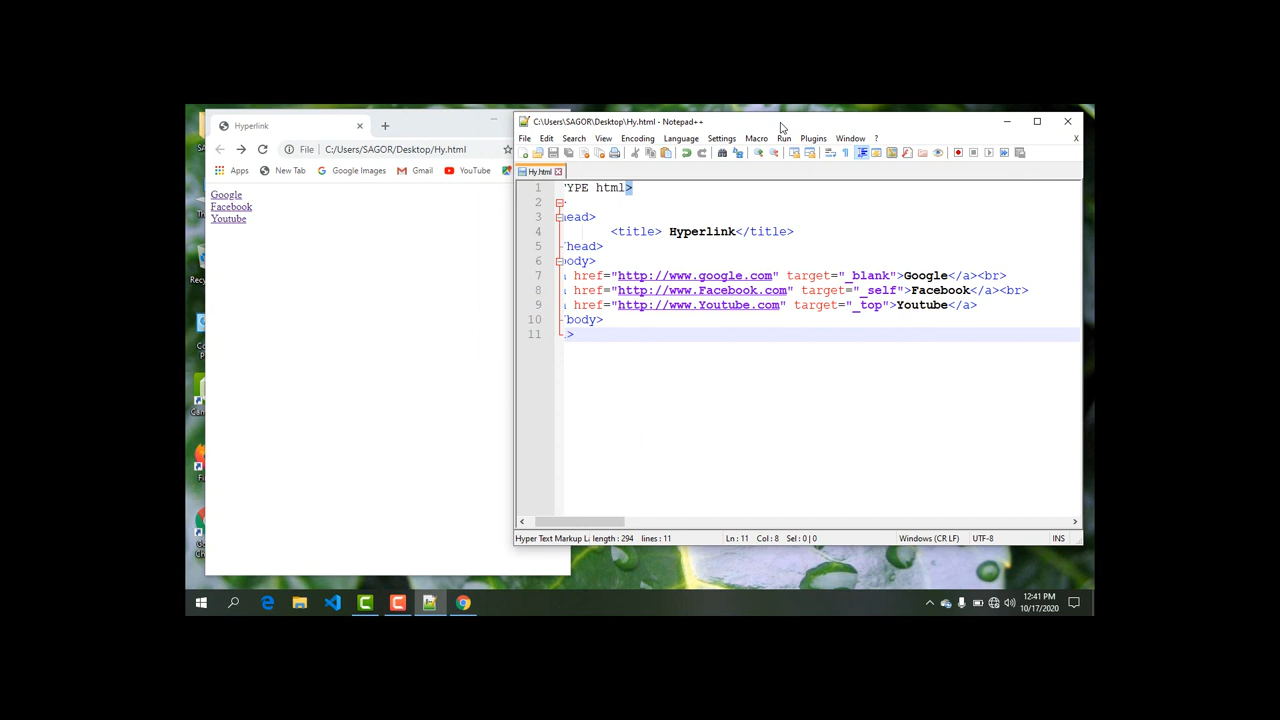 Hyperlink
File
C:/Users/SAGOR/Desktop/Hy.html
Apps
New Tab
Google Images
Gmail
YouTube
Google
Facebook
Youtube
C:\Users\SAGOR\Desktop\Hy.html - Notepad++
File Edit Search View Encoding Language Settings Macro Run Plugins Window ?
X
Hy.html
1 YPE html>
2
3 ead>
4 <title> Hyperlink</title>
5 head>
6 body>
7 href="http://www.google.com" target="_blank">Google</a><br>
8 href="http://www.Facebook.com" target="_self">Facebook</a><br>
9 href="http://www.Youtube.com" target="_top">Youtube</a>
10 body>
11 >
Hyper Text Markup L length : 294 lines : 11 Ln : 11 Col : 8 Sel : 0 | 0 Windows (CR LF) UTF-8 INS
12:41 PM
10/17/2020